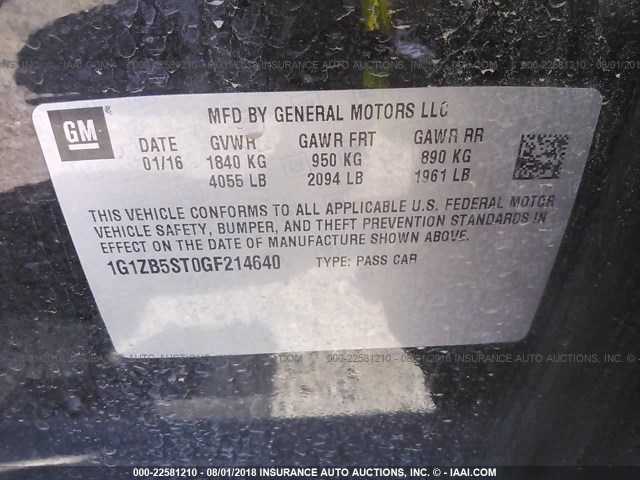 MFD BY GENERAL MOTORS LLC
GM
DATE GVWR GAWR FRT GAWR RR
01/16 1840 KG 950 KG 890 KG
4055 LB 2094 LB 1961 LB
THIS VEHICLE CONFORMS TO ALL APPLICABLE U.S. FEDERAL MOTOR
VEHICLE SAFETY, BUMPER, AND THEFT PREVENTION STANDARDS IN
EFFECT ON THE DATE OF MANUFACTURE SHOWN ABOVE.
1G1ZB5ST0GF214640 TYPE: PASS CAR
000-22581210 - 08/01/2018 INSURANCE AUTO AUCTIONS, INC. © - IAAI.COM